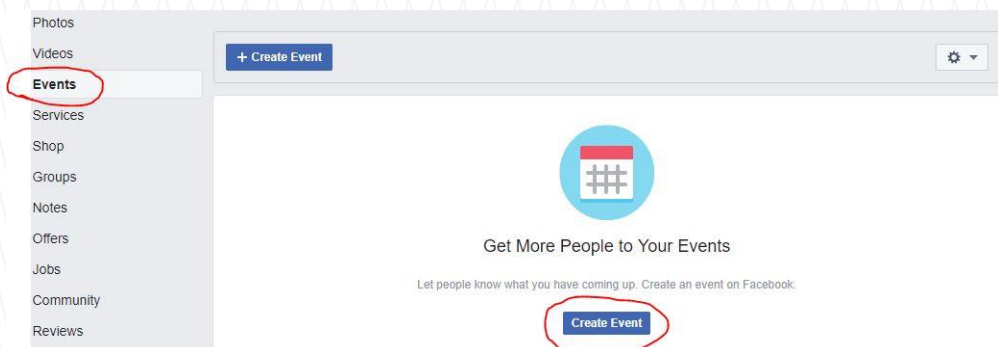 Photos
Videos
Events
Services
Shop
Groups
Notes
Offers
Jobs
Community
Reviews
+ Create Event
Get More People to Your Events
Let people know what you have coming up. Create an event on Facebook.
Create Event